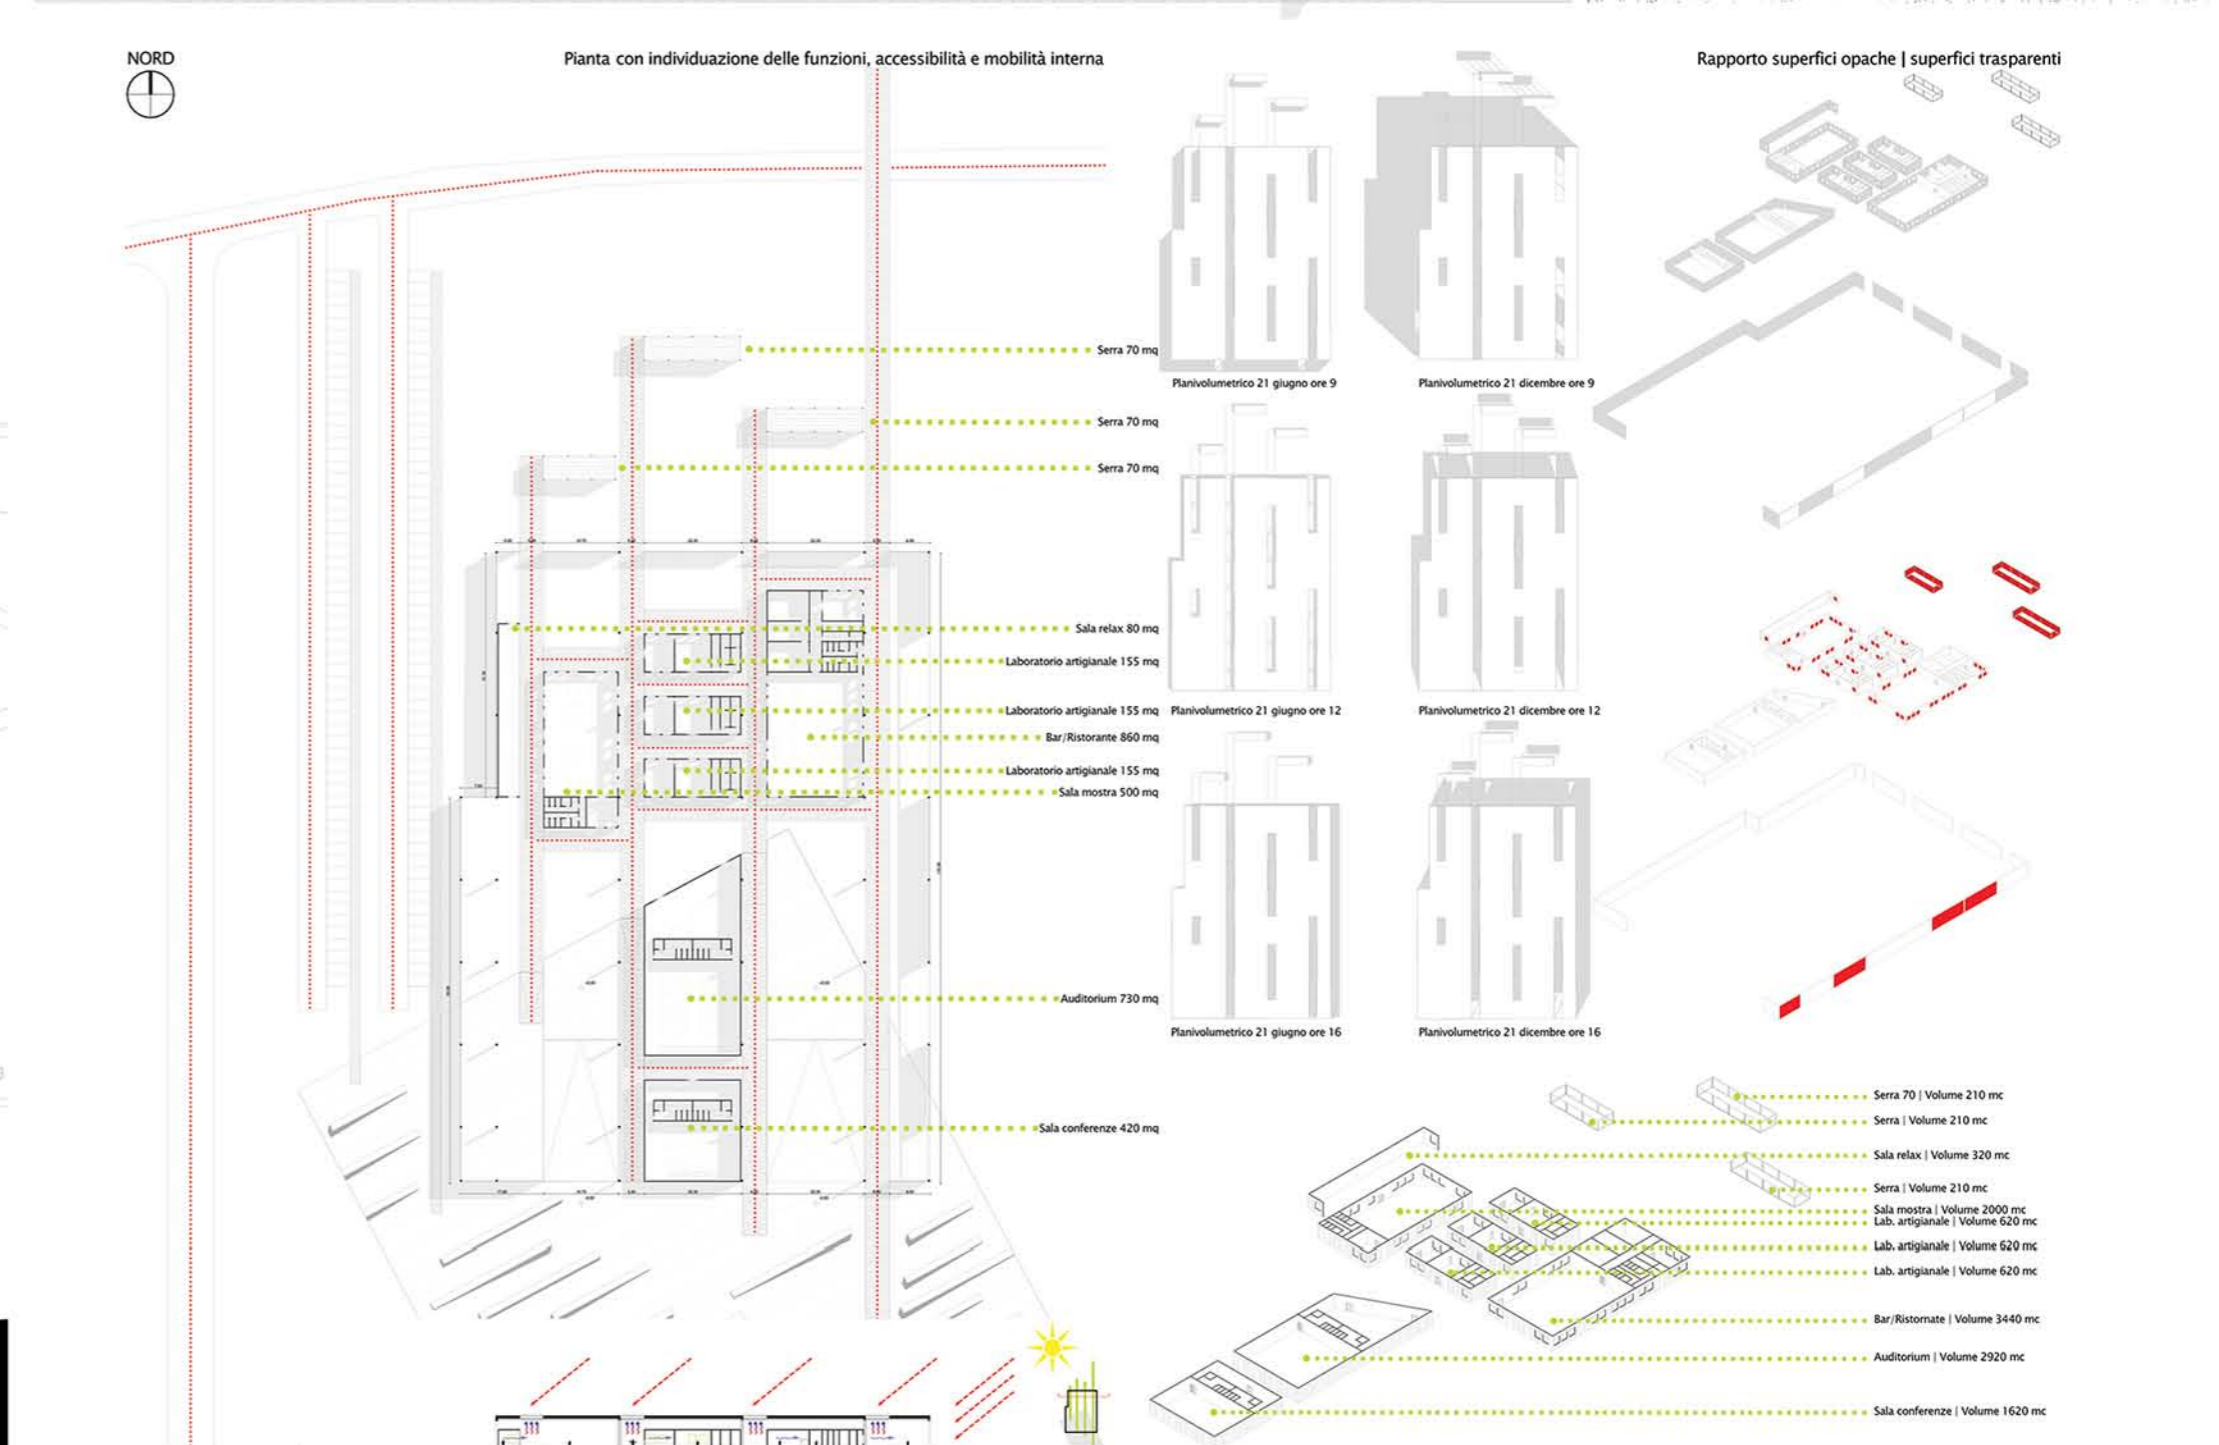 NORD
Pianta con individuazione delle funzioni, accessibilità e mobilità interna
Rapporto superfici opache | superfici trasparenti
Serra 70 mq
Serra 70 mq
Serra 70 mq
Sala relax 80 mq
Laboratorio artigianale 155 mq
Laboratorio artigianale 155 mq
Bar/Ristorante 860 mq
Laboratorio artigianale 155 mq
Sala mostra 500 mq
Auditorium 730 mq
Sala conferenze 420 mq
Planivolumetrico 21 giugno ore 9
Planivolumetrico 21 dicembre ore 9
Planivolumetrico 21 giugno ore 12
Planivolumetrico 21 dicembre ore 12
Planivolumetrico 21 giugno ore 16
Planivolumetrico 21 dicembre ore 16
Serra 70 | Volume 210 mc
Serra | Volume 210 mc
Sala relax | Volume 320 mc
Serra | Volume 210 mc
Sala mostra | Volume 2000 mc
Lab. artigianale | Volume 620 mc
Lab. artigianale | Volume 620 mc
Lab. artigianale | Volume 620 mc
Bar/Ristornate | Volume 3440 mc
Auditorium | Volume 2920 mc
Sala conferenze | Volume 1620 mc